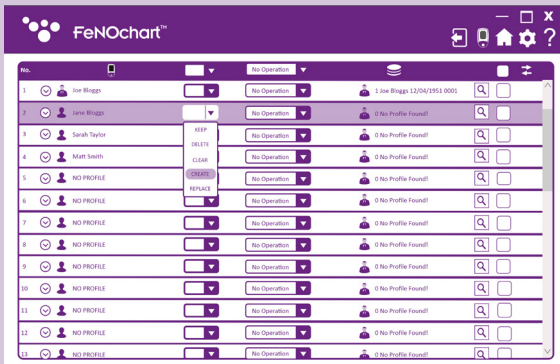 FeNOchart™
No. No Operation
1 Joe Bloggs No Operation 1 Joe Bloggs 12/04/1951 0001
2 Jane Bloggs No Operation 0 No Profile Found!
KEEP
3 Sarah Taylor No Operation 0 No Profile Found!
DELETE
4 Matt Smith No Operation 0 No Profile Found!
CLEAR
CREATE
5 NO PROFILE No Operation 0 No Profile Found!
REPLACE
6 NO PROFILE No Operation 0 No Profile Found!
7 NO PROFILE No Operation 0 No Profile Found!
8 NO PROFILE No Operation 0 No Profile Found!
9 NO PROFILE No Operation 0 No Profile Found!
10 NO PROFILE No Operation 0 No Profile Found!
11 NO PROFILE No Operation 0 No Profile Found!
12 NO PROFILE No Operation 0 No Profile Found!
13 NO PROFILE No Operation 0 No Profile Found!